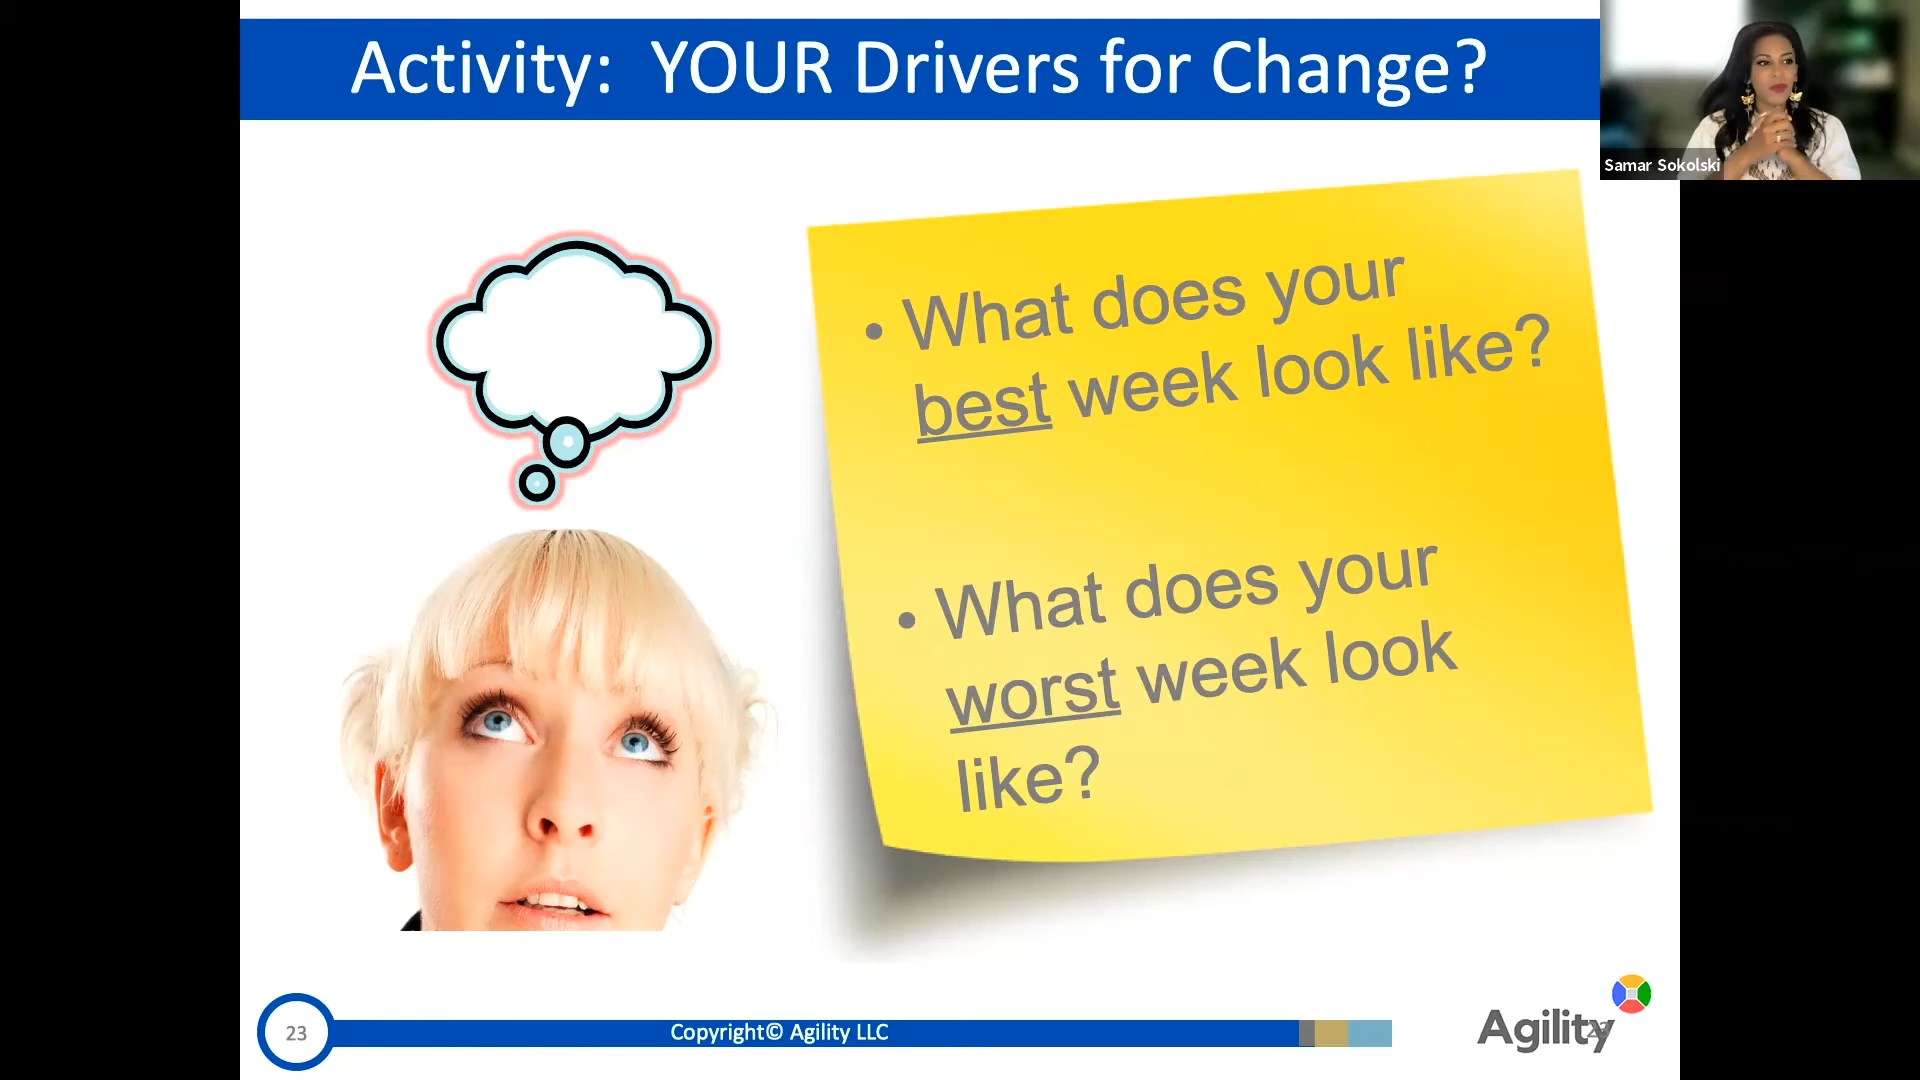 Activity:  YOUR Drivers for Change?
Samar Sokolski
• What does your
best week look like?
• What does your
worst week look
like?
23
Copyright© Agility LLC
Agility
23